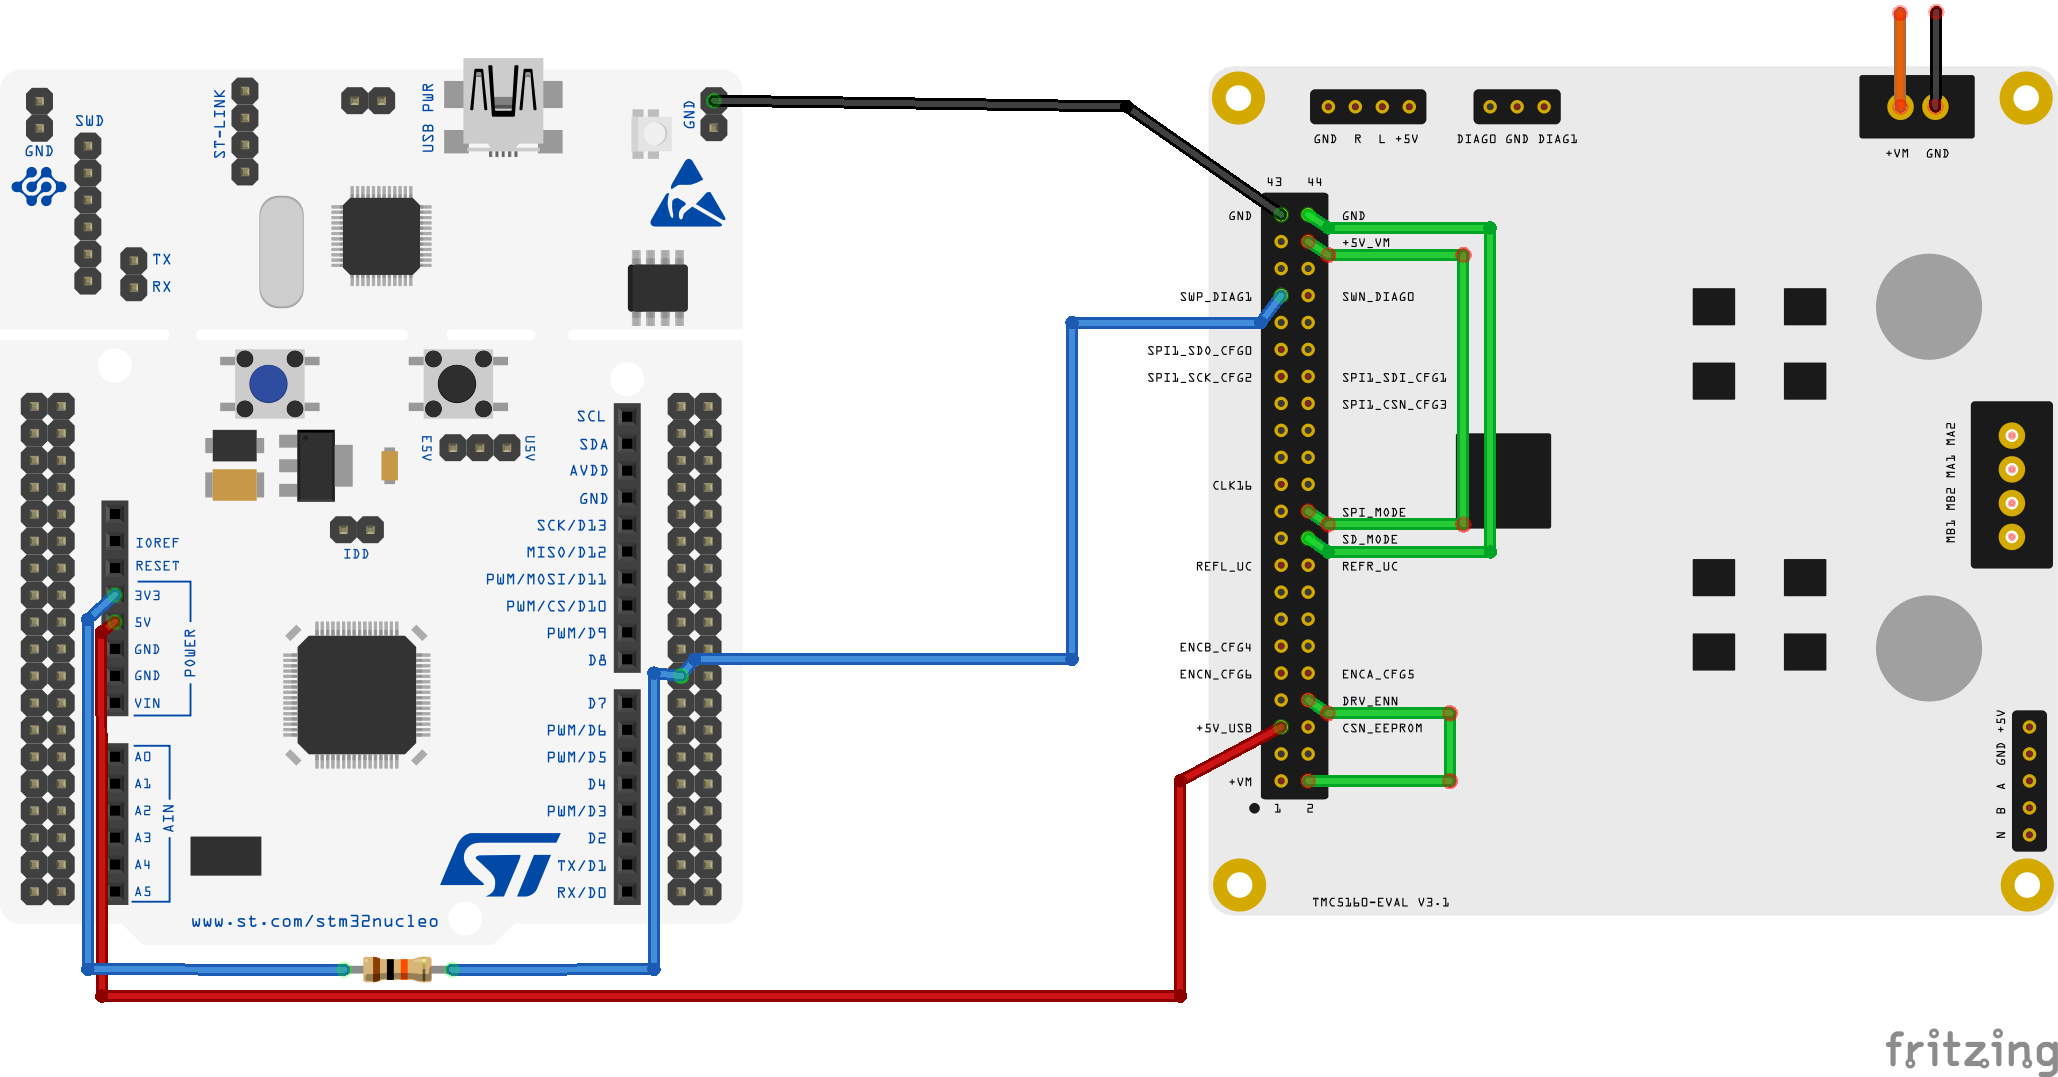 SWD
GND
ST-LINK
USB PWR
GND
TX
RX
E5V
U5V
IDD
IOREF
RESET
3V3
5V
GND
GND
VIN
POWER
A0
A1
A2
A3
A4
A5
AIN
SCL
SDA
AVDD
GND
SCK/D13
MISO/D12
PWM/MOSI/D11
PWM/CS/D10
PWM/D9
D8
D7
PWM/D6
PWM/D5
D4
PWM/D3
D2
TX/D1
RX/D0
ST
www.st.com/stm32nucleo
GND R L +5V
DIAG0 GND DIAG1
+VM GND
43 44
GND GND
+5V_VM
SWP_DIAG1 SWN_DIAG0
SPI1_SDO_CFG0
SPI1_SCK_CFG2 SPI1_SDI_CFG1
SPI1_CSN_CFG3
CLK16
SPI_MODE
SD_MODE
REFL_UC REFR_UC
ENCB_CFG4
ENCN_CFG6 ENCA_CFG5
DRV_ENN
+5V_USB CSN_EEPROM
+VM
1 2
MB1 MB2 MA1 MA2
N B A GND +5V
TMC5160-EVAL V3.1
fritzing